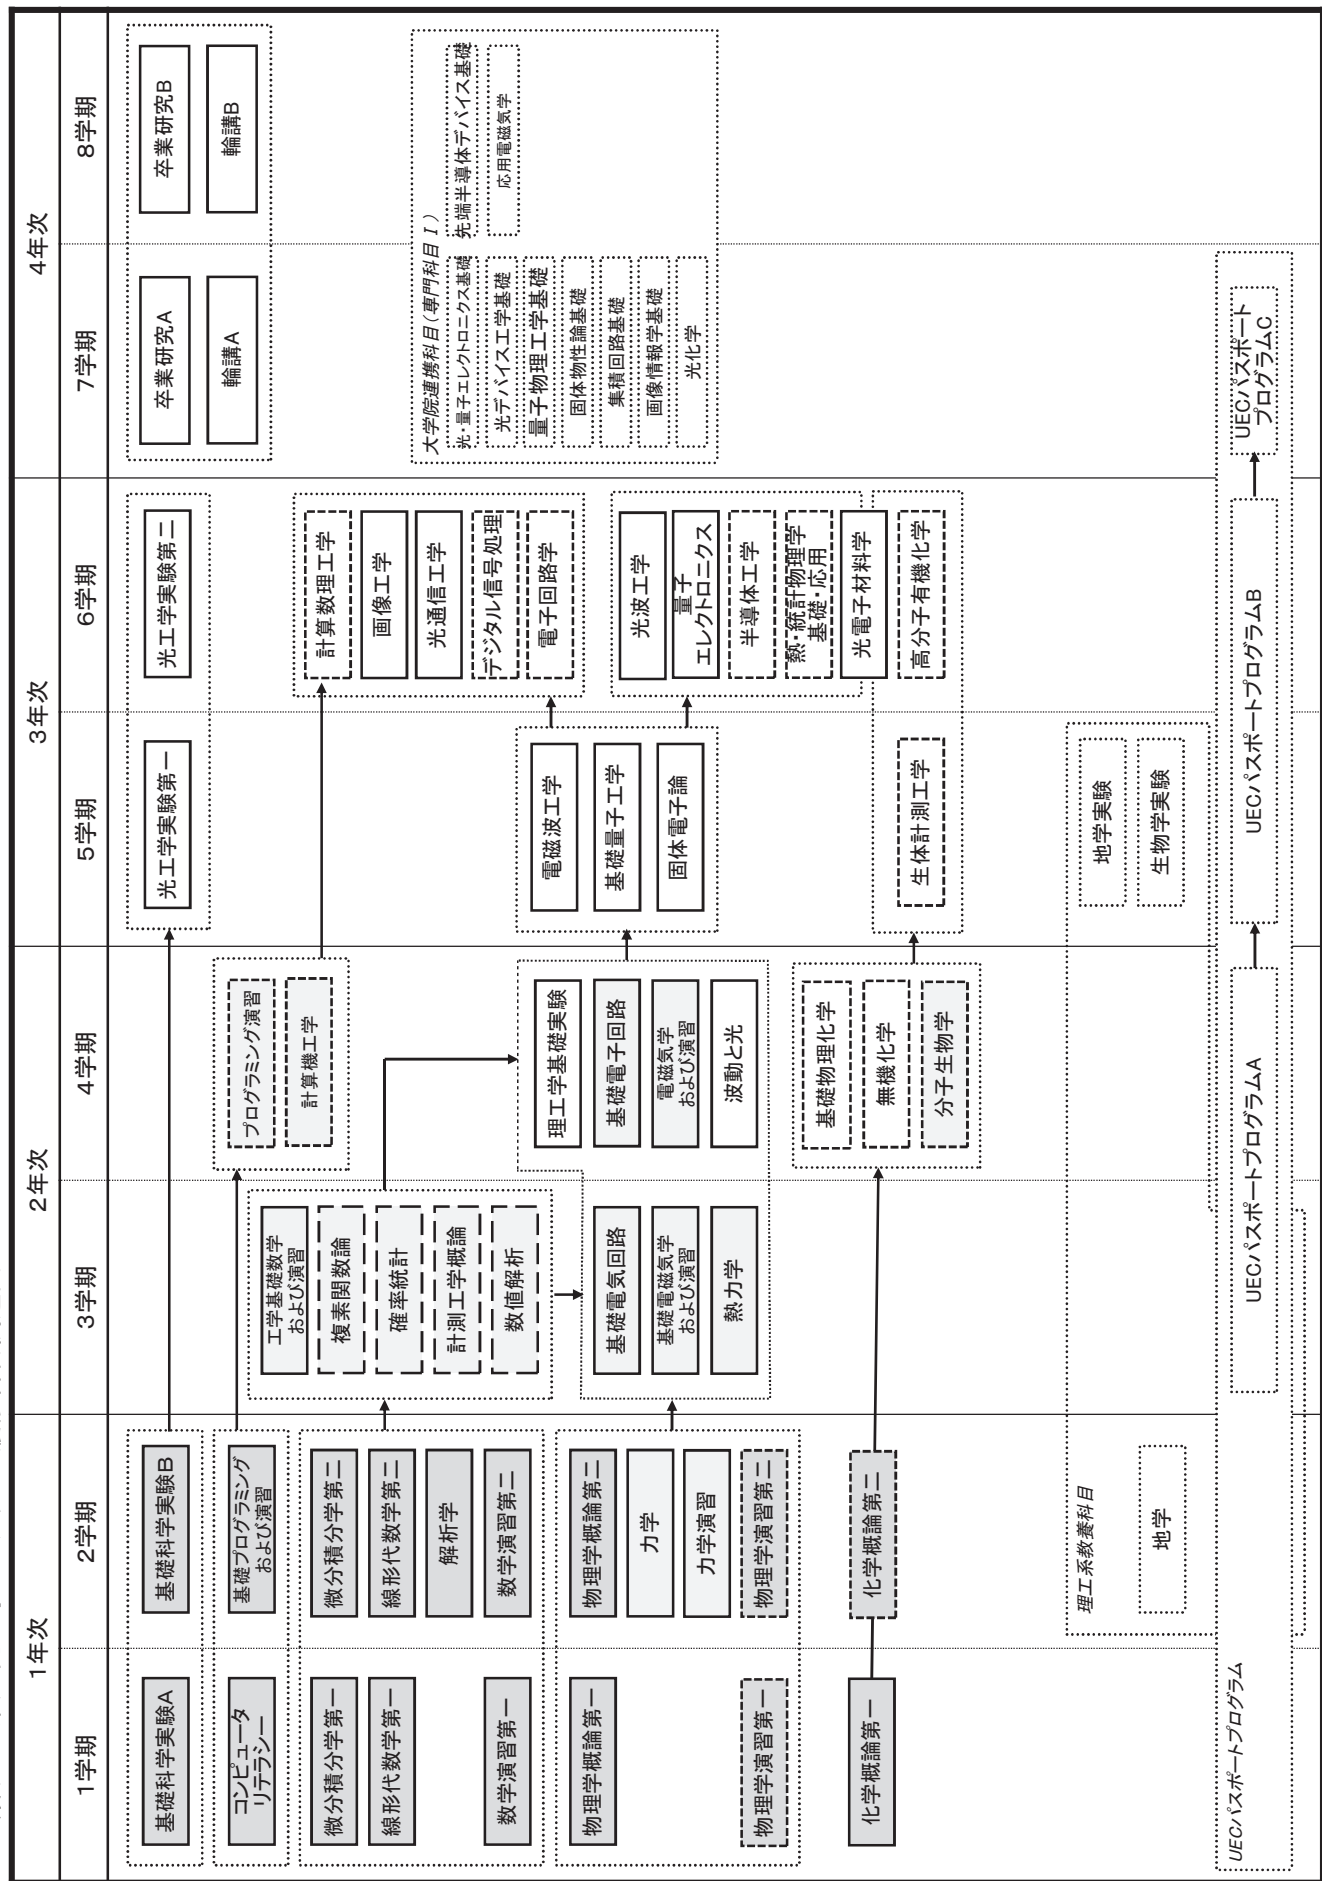 1年次
2年次
3年次
4年次
1学期
2学期
3学期
4学期
5学期
6学期
7学期
8学期
基礎科学実験A
基礎科学実験B
光工学実験第一
光工学実験第二
卒業研究A
卒業研究B
輪講A
輪講B
コンピュータ
リテラシー
基礎プログラミング
および演習
プログラミング演習
計算機工学
微分積分学第一
微分積分学第二
線形代数学第一
線形代数学第二
解析学
数学演習第一
数学演習第二
工学基礎数学
および演習
複素関数論
確率統計
計測工学概論
数値解析
計算数理工学
画像工学
光通信工学
デジタル信号処理
電子回路学
大学院連携科目(専門科目Ⅰ)
光・量子エレクトロニクス基礎
先端半導体デバイス基礎
光デバイス工学基礎
応用電磁気学
量子物理工学基礎
固体物性論基礎
集積回路基礎
画像情報学基礎
光化学
物理学概論第一
物理学概論第二
力学
力学演習
物理学演習第一
物理学演習第二
基礎電気回路
基礎電磁気学
および演習
熱力学
理工学基礎実験
基礎電子回路
電磁気学
および演習
波動と光
電磁波工学
基礎量子工学
固体電子論
光波工学
量子
エレクトロニクス
半導体工学
熱・統計物理学
基礎・応用
光電子材料学
高分子有機化学
化学概論第一
化学概論第二
基礎物理化学
無機化学
分子生物学
生体計測工学
理工系教養科目
地学
地学実験
生物学実験
UECパスポートプログラム
UECパスポートプログラムA
UECパスポートプログラムB
UECパスポート
プログラムC